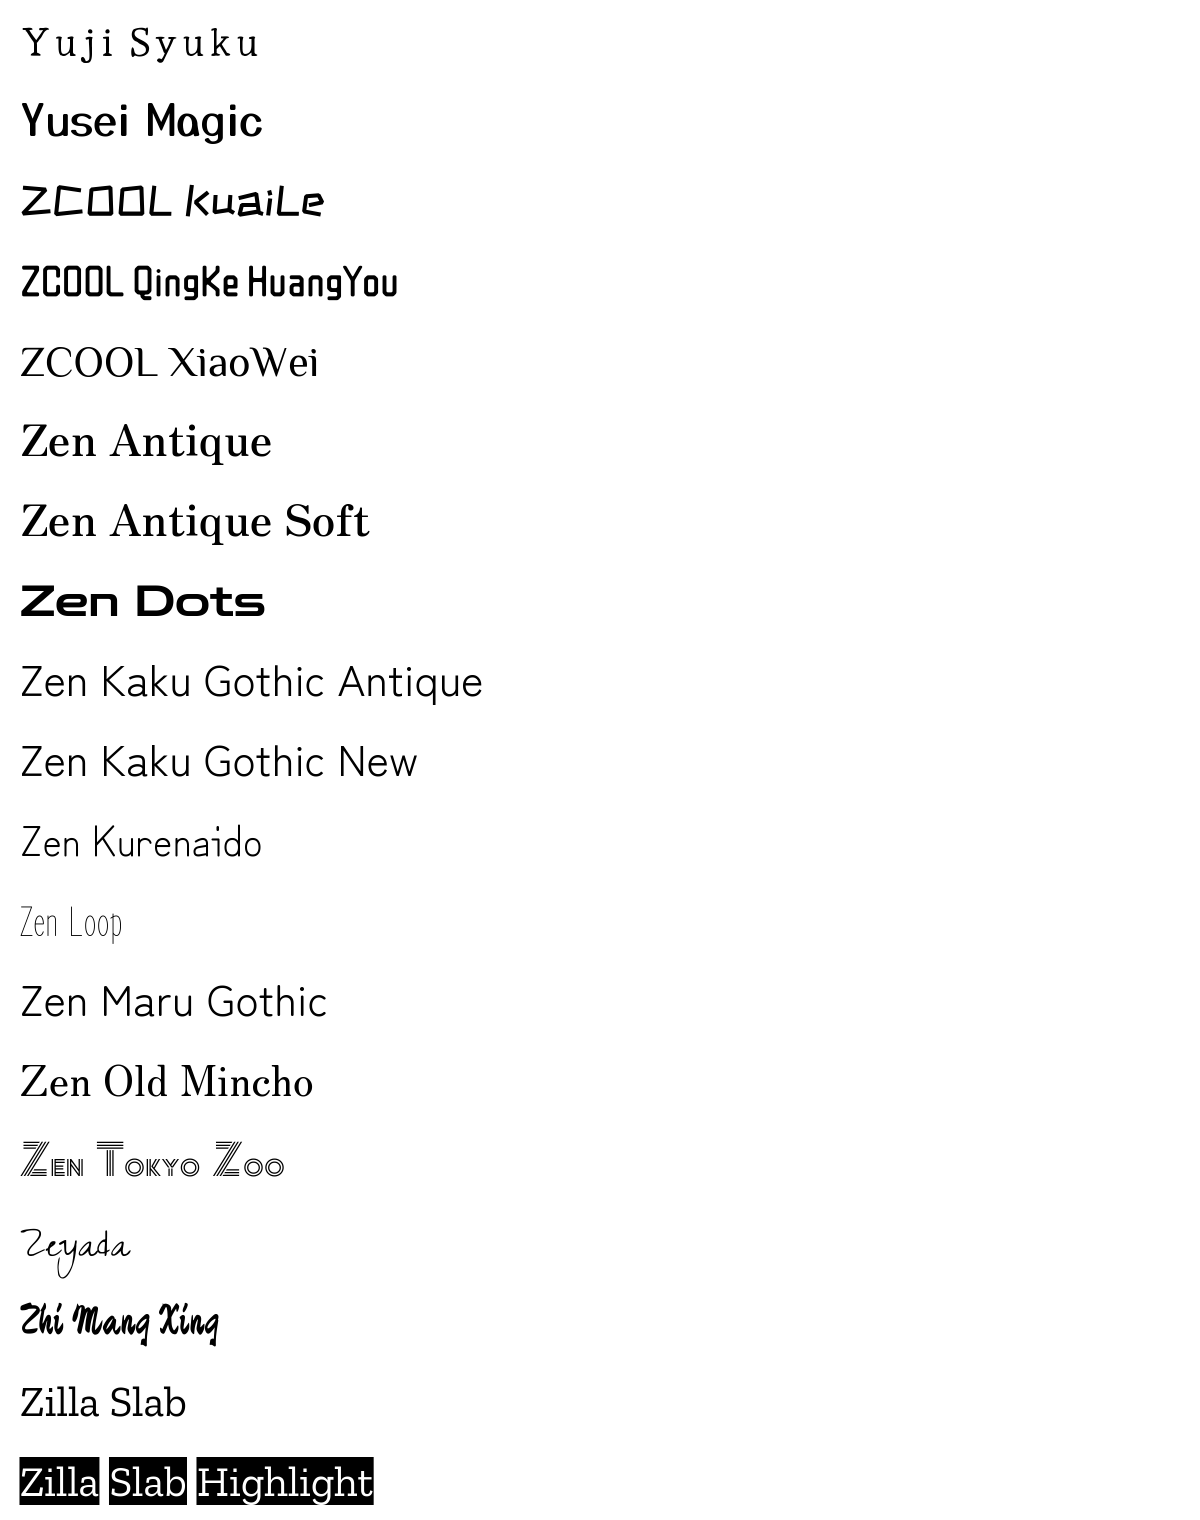 Yuji Syuku
Yusei Magic
ZCOOL KuaiLe
ZCOOL QingKe HuangYou
ZCOOL XiaoWei
Zen Antique
Zen Antique Soft
Zen Dots
Zen Kaku Gothic Antique
Zen Kaku Gothic New
Zen Kurenaido
Zen Loop
Zen Maru Gothic
Zen Old Mincho
Zen Tokyo Zoo
Zeyada
Zhi Mang Xing
Zilla Slab
Zilla Slab Highlight